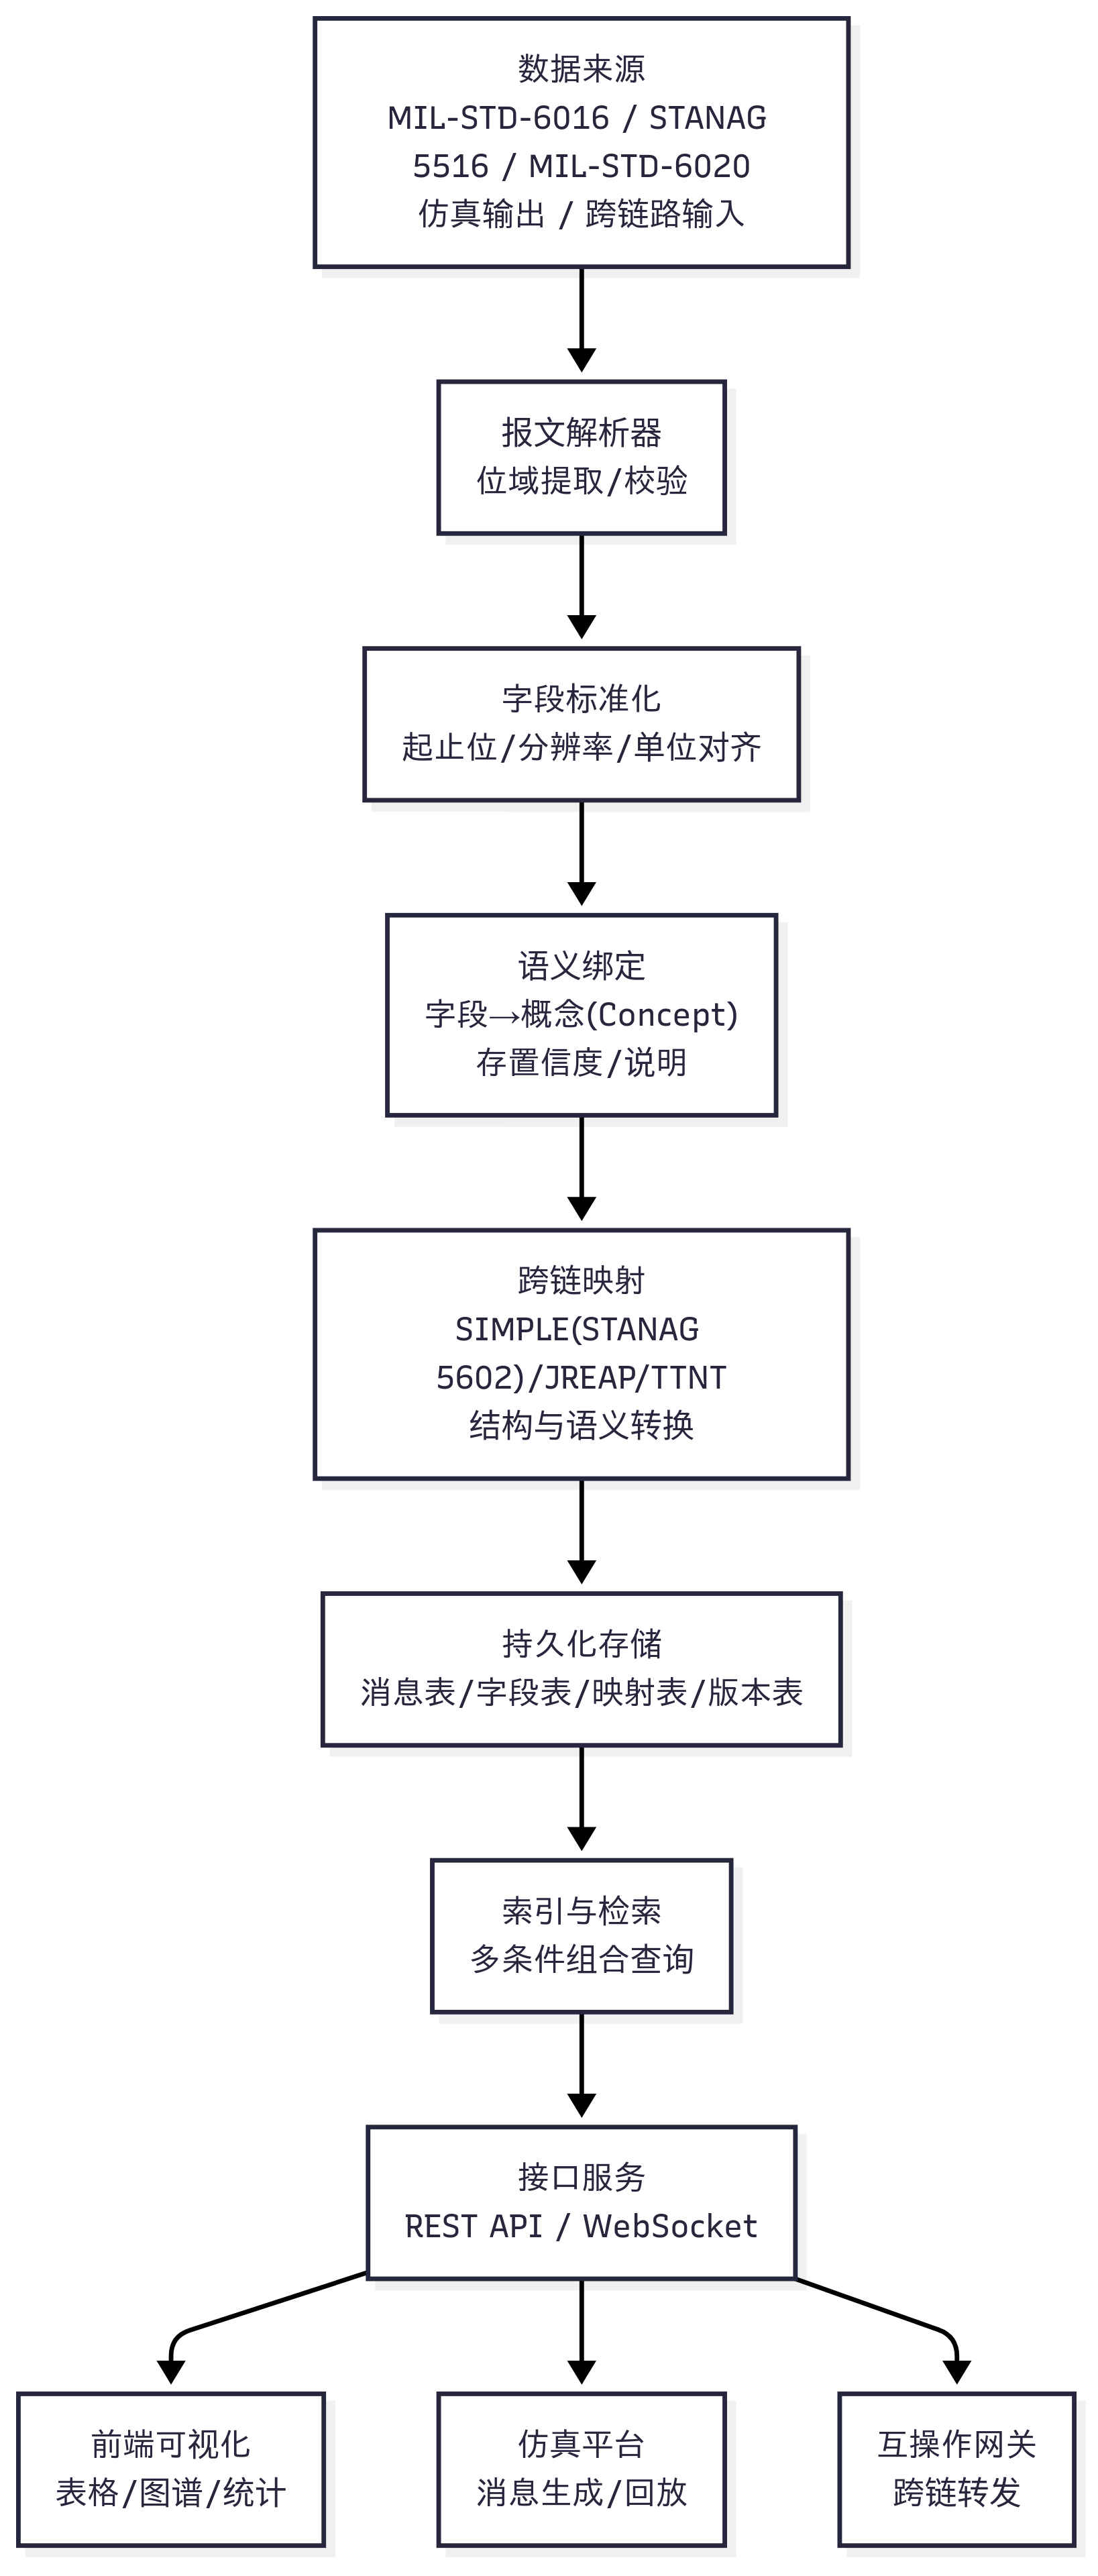 数据来源
MIL-STD-6016 / STANAG
5516 / MIL-STD-6020
仿真输出 / 跨链路输入
报文解析器
位域提取/校验
字段标准化
起止位/分辨率/单位对齐
语义绑定
字段→概念(Concept)
存置信度/说明
跨链映射
SIMPLE(STANAG
5602)/JREAP/TTNT
结构与语义转换
持久化存储
消息表/字段表/映射表/版本表
索引与检索
多条件组合查询
接口服务
REST API / WebSocket
前端可视化
表格/图谱/统计
仿真平台
消息生成/回放
互操作网关
跨链转发